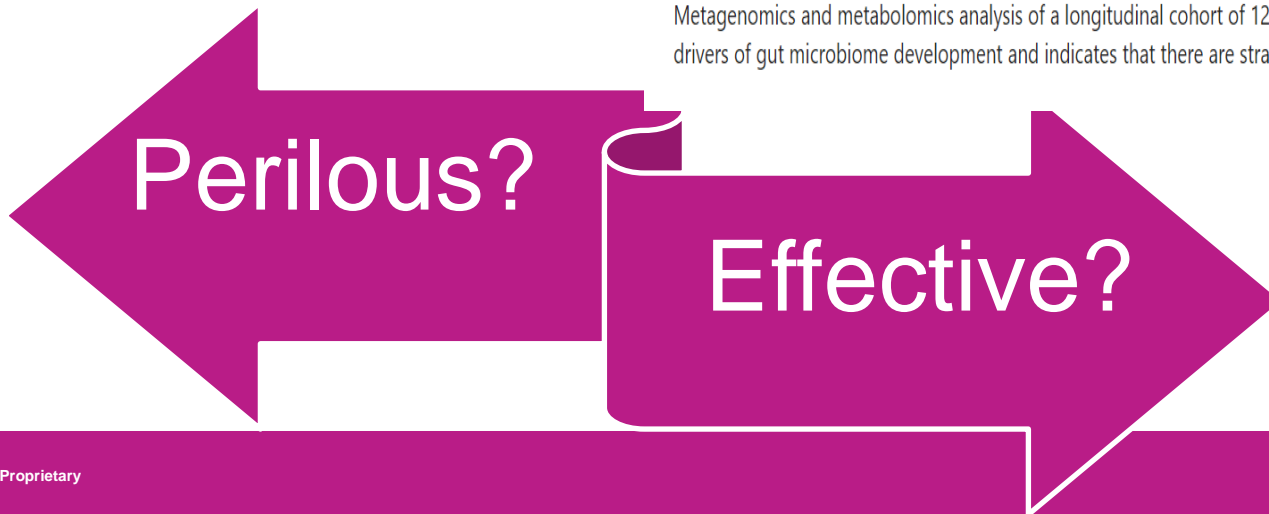 Metagenomics and metabolomics analysis of a longitudinal cohort of 12
drivers of gut microbiome development and indicates that there are stra
Perilous?
Effective?
Proprietary